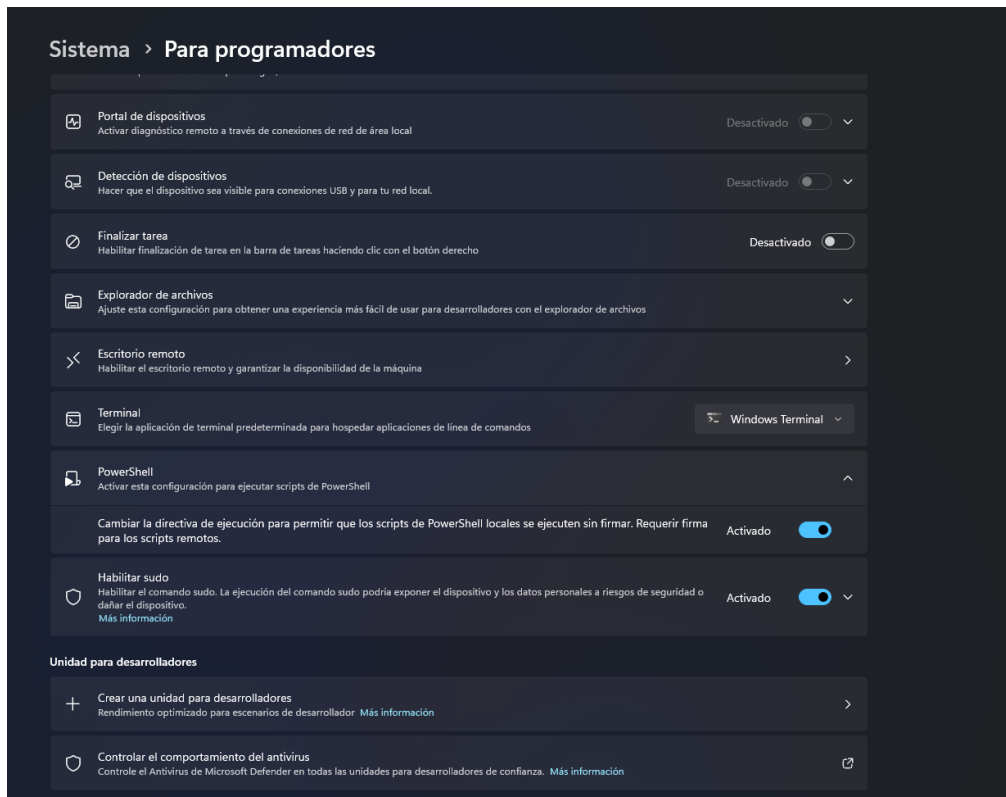 Sistema > Para programadores
Portal de dispositivos
Activar diagnóstico remoto a través de conexiones de red de área local
Desactivado
Detección de dispositivos
Hacer que el dispositivo sea visible para conexiones USB y para tu red local.
Desactivado
Finalizar tarea
Habilitar finalización de tarea en la barra de tareas haciendo clic con el botón derecho
Desactivado
Explorador de archivos
Ajuste esta configuración para obtener una experiencia más fácil de usar para desarrolladores con el explorador de archivos
Escritorio remoto
Habilitar el escritorio remoto y garantizar la disponibilidad de la máquina
Terminal
Elegir la aplicación de terminal predeterminada para hospedar aplicaciones de línea de comandos
Windows Terminal
PowerShell
Activar esta configuración para ejecutar scripts de PowerShell
Cambiar la directiva de ejecución para permitir que los scripts de PowerShell locales se ejecuten sin firmar. Requerir firma
para los scripts remotos.
Activado
Habilitar sudo
Habilitar el comando sudo. La ejecución del comando sudo podría exponer el dispositivo y los datos personales a riesgos de seguridad o
dañar el dispositivo.
Más información
Activado
Unidad para desarrolladores
Crear una unidad para desarrolladores
Rendimiento optimizado para escenarios de desarrollador Más información
Controlar el comportamiento del antivirus
Controle el Antivirus de Microsoft Defender en todas las unidades para desarrolladores de confianza. Más información